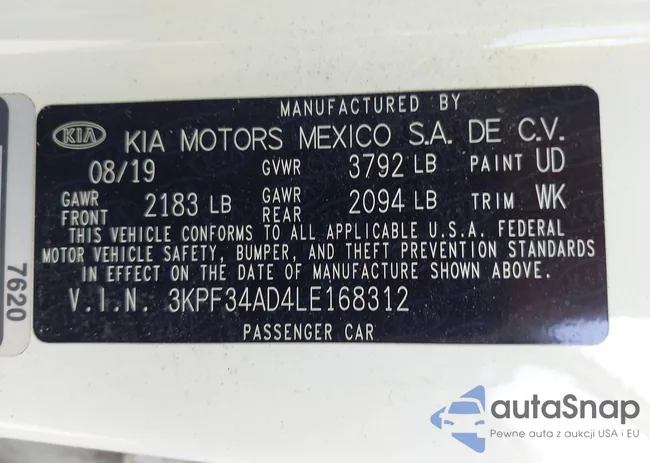 MANUFACTURED BY
KIA KIA MOTORS MEXICO S.A. DE C.V.
08/19 GVWR 3792 LB PAINT UD
GAWR FRONT 2183 LB GAWR REAR 2094 LB TRIM WK
THIS VEHICLE CONFORMS TO ALL APPLICABLE U.S.A. FEDERAL
MOTOR VEHICLE SAFETY, BUMPER, AND THEFT PREVENTION STANDARDS
IN EFFECT ON THE DATE OF MANUFACTURE SHOWN ABOVE.
V.I.N. 3KPF34AD4LE168312
PASSENGER CAR
7620
autaSnap
Pewne auta z aukcji USA i EU